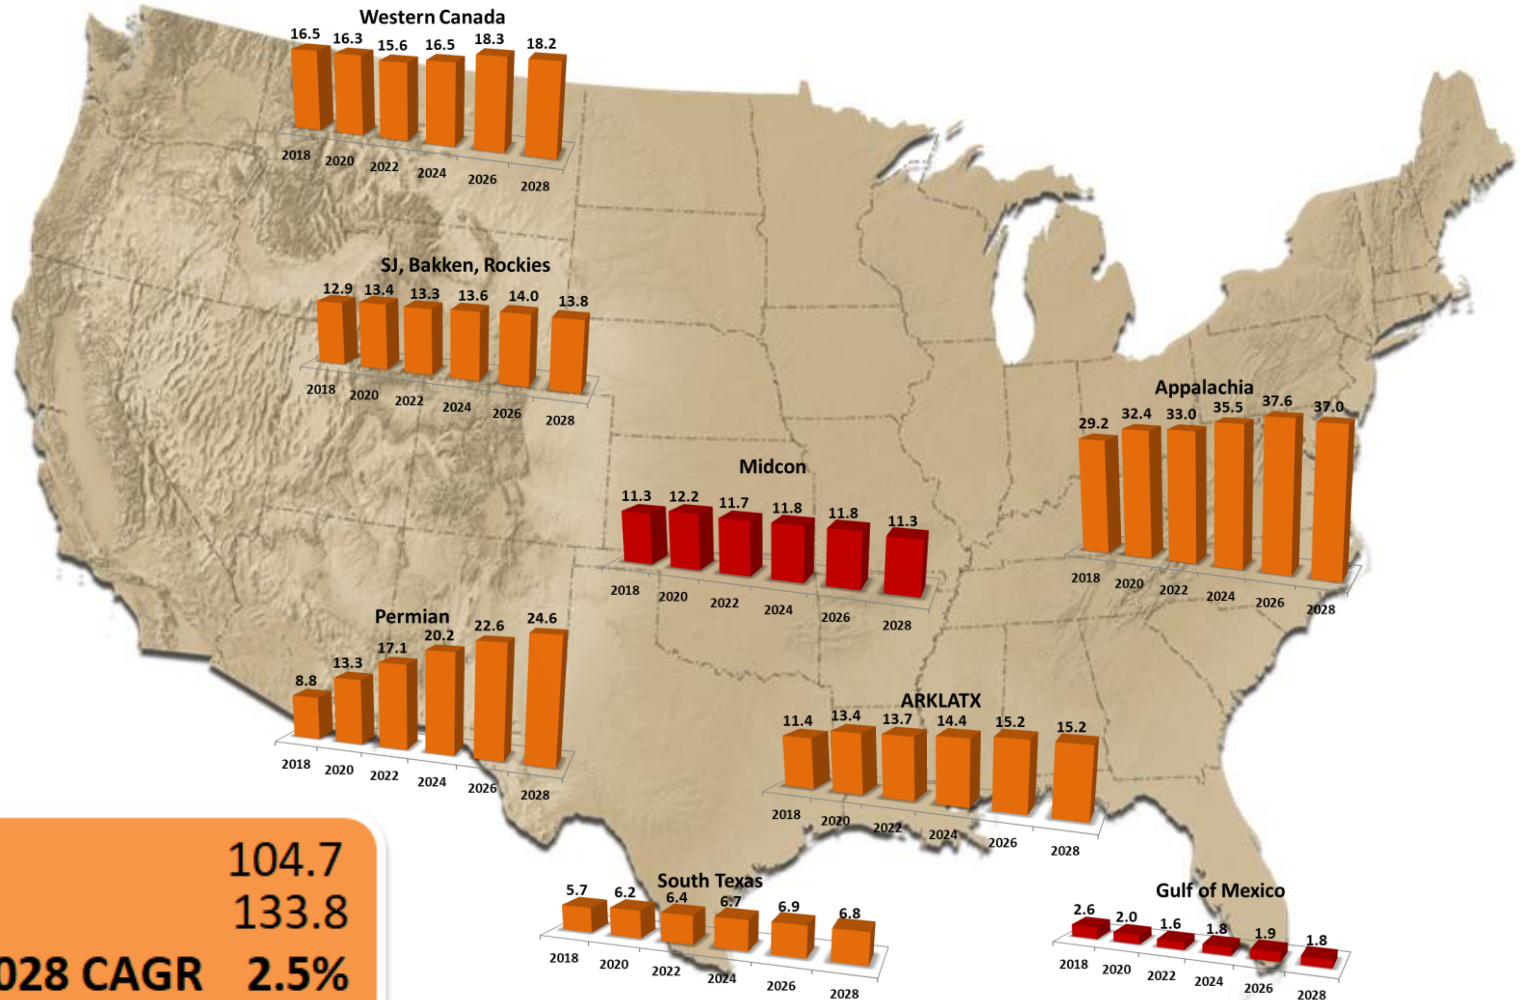 Western Canada
16.5 16.3 15.6 16.5 18.3 18.2
2018 2020 2022 2024 2026 2028
SJ, Bakken, Rockies
12.9 13.4 13.3 13.6 14.0 13.8
2018 2020 2022 2024 2026 2028
Appalachia
29.2 32.4 33.0 35.5 37.6 37.0
2018 2020 2022 2024 2026 2028
Midcon
11.3 12.2 11.7 11.8 11.8 11.3
2018 2020 2022 2024 2026 2028
Permian
8.8 13.3 17.1 20.2 22.6 24.6
2018 2020 2022 2024 2026 2028
ARKLATX
11.4 13.4 13.7 14.4 15.2 15.2
2018 2020 2022 2024 2026 2028
South Texas
5.7 6.2 6.4 6.7 6.9 6.8
2018 2020 2022 2024 2026 2028
Gulf of Mexico
2.6 2.0 1.6 1.8 1.9 1.8
2018 2020 2022 2024 2026 2028
104.7
133.8
028 CAGR 2.5%